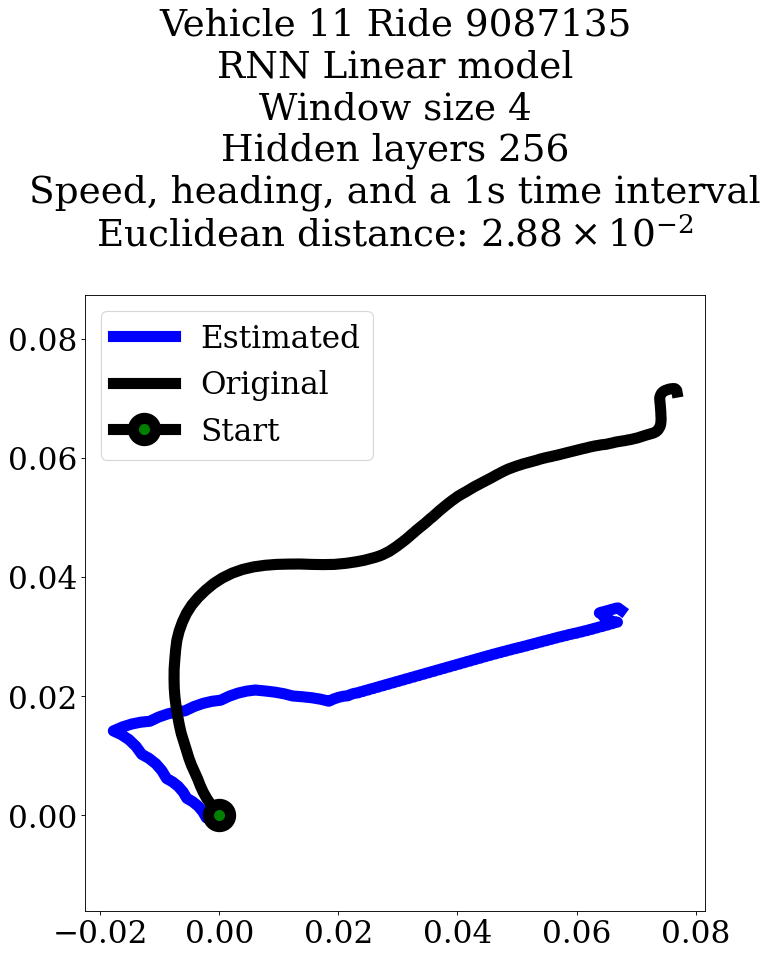 Vehicle 11 Ride 9087135
RNN Linear model
Window size 4
Hidden layers 256
Speed, heading, and a 1s time interval
Euclidean distance: 2.88 × 10⁻²
Estimated
Original
Start
0.08
0.06
0.04
0.02
0.00
−0.02 0.00 0.02 0.04 0.06 0.08